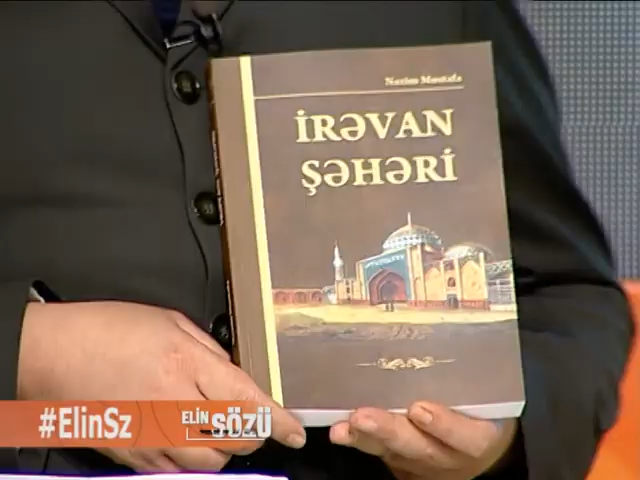 Nazim Mustafa
İRƏVAN
ŞƏHƏRİ
#ElinSz
ELİN
SÖZÜ